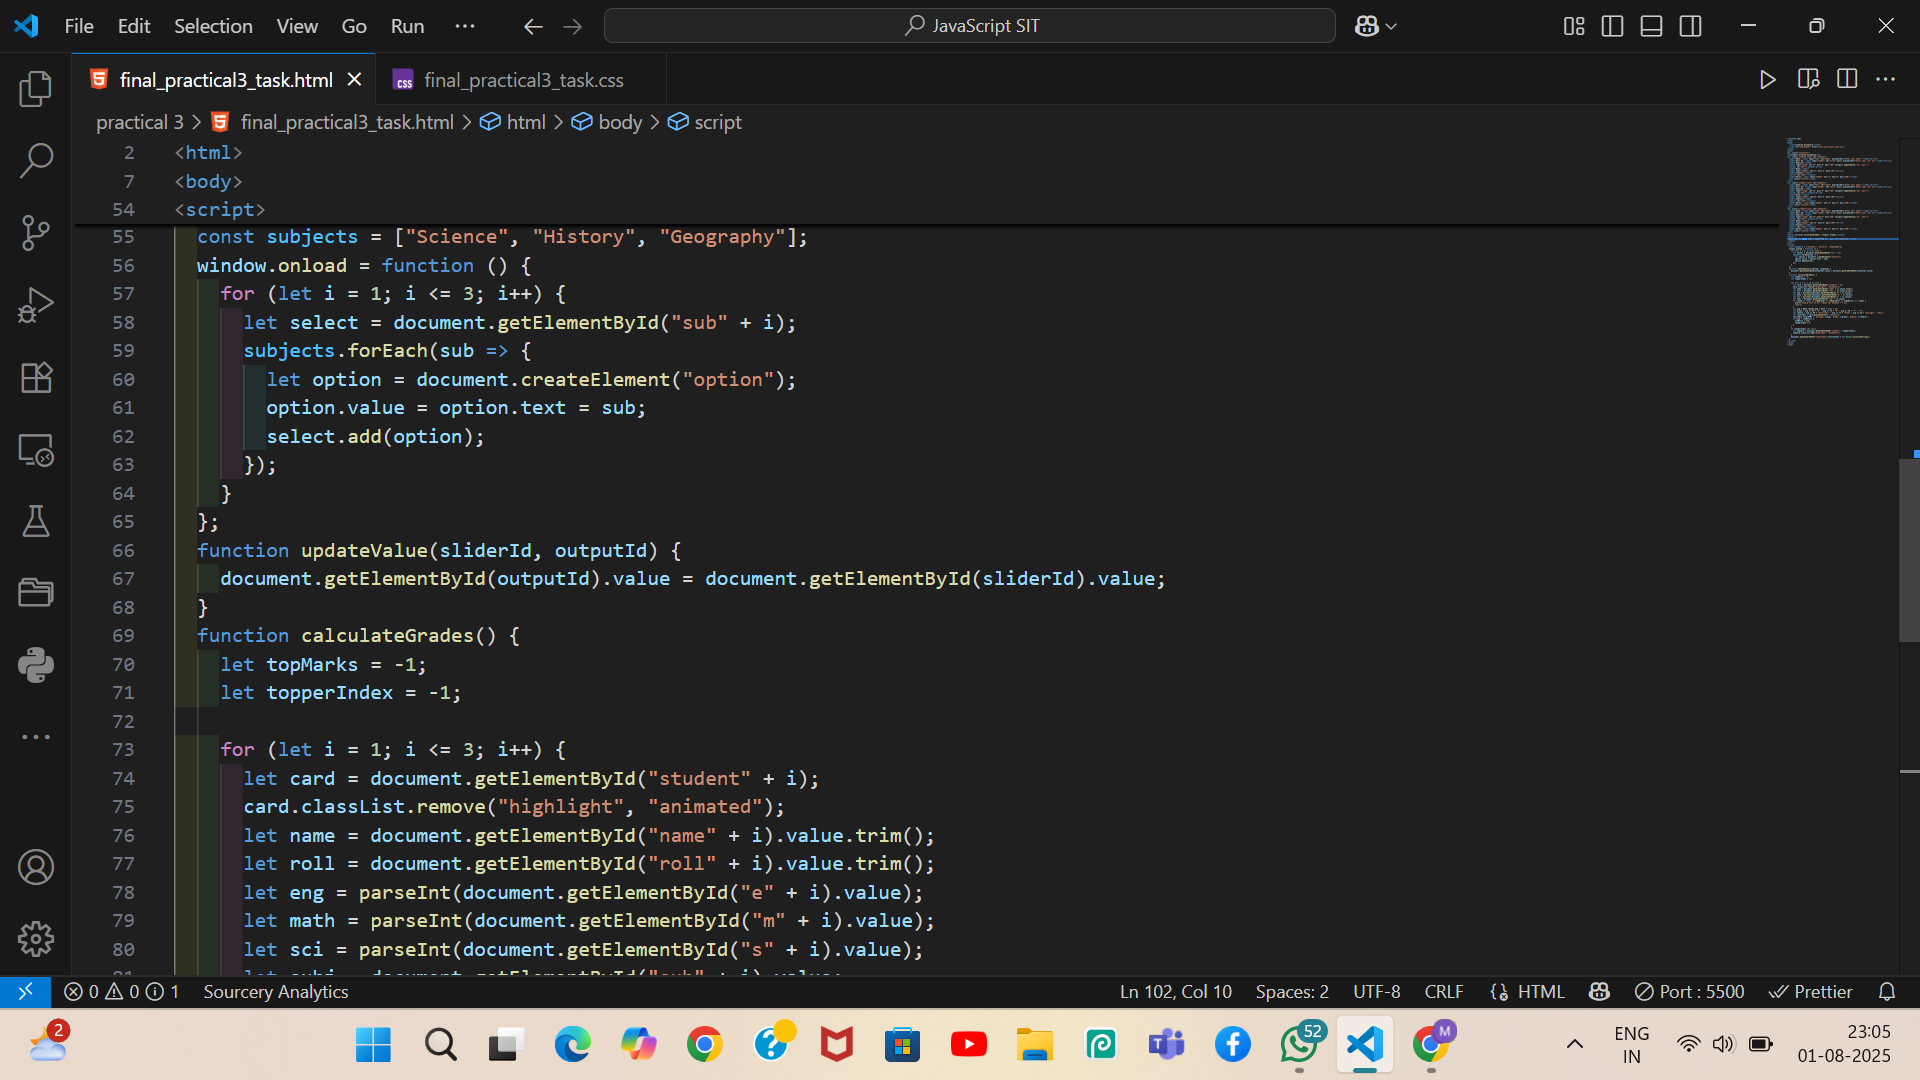 File Edit Selection View Go Run ··· JavaScript SIT
final_practical3_task.html final_practical3_task.css
practical 3 > final_practical3_task.html > html > body > script
2 <html>
7 <body>
54 <script>
55 const subjects = ["Science", "History", "Geography"];
56 window.onload = function () {
57 for (let i = 1; i <= 3; i++) {
58 let select = document.getElementById("sub" + i);
59 subjects.forEach(sub => {
60 let option = document.createElement("option");
61 option.value = option.text = sub;
62 select.add(option);
63 });
64 }
65 };
66 function updateValue(sliderId, outputId) {
67 document.getElementById(outputId).value = document.getElementById(sliderId).value;
68 }
69 function calculateGrades() {
70 let topMarks = -1;
71 let topperIndex = -1;
72
73 for (let i = 1; i <= 3; i++) {
74 let card = document.getElementById("student" + i);
75 card.classList.remove("highlight", "animated");
76 let name = document.getElementById("name" + i).value.trim();
77 let roll = document.getElementById("roll" + i).value.trim();
78 let eng = parseInt(document.getElementById("e" + i).value);
79 let math = parseInt(document.getElementById("m" + i).value);
80 let sci = parseInt(document.getElementById("s" + i).value);
0 0 1 Sourcery Analytics Ln 102, Col 10 Spaces: 2 UTF-8 CRLF HTML Port : 5500 Prettier
2 52 M ENG 23:05
IN 01-08-2025